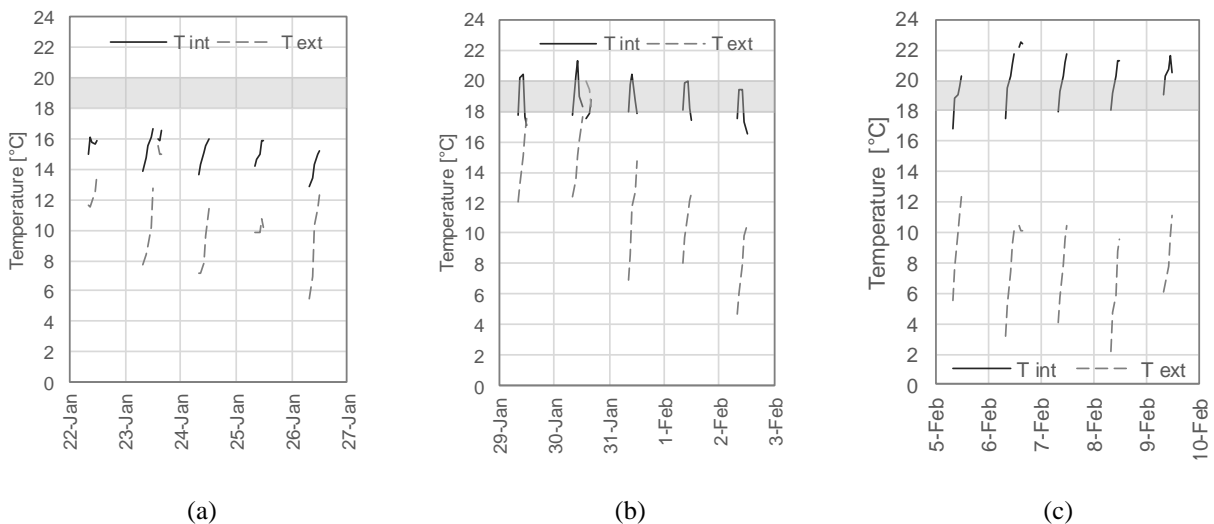 24
22
20
18
16
14
12
10
8
6
4
2
0
Temperature [°C]
T int
T ext
22-Jan
23-Jan
24-Jan
25-Jan
26-Jan
27-Jan
(a)
24
22
20
18
16
14
12
10
8
6
4
2
0
Temperature [°C]
T int
T ext
29-Jan
30-Jan
31-Jan
1-Feb
2-Feb
3-Feb
(b)
24
22
20
18
16
14
12
10
8
6
4
2
0
Temperature [°C]
T int
T ext
5-Feb
6-Feb
7-Feb
8-Feb
9-Feb
10-Feb
(c)